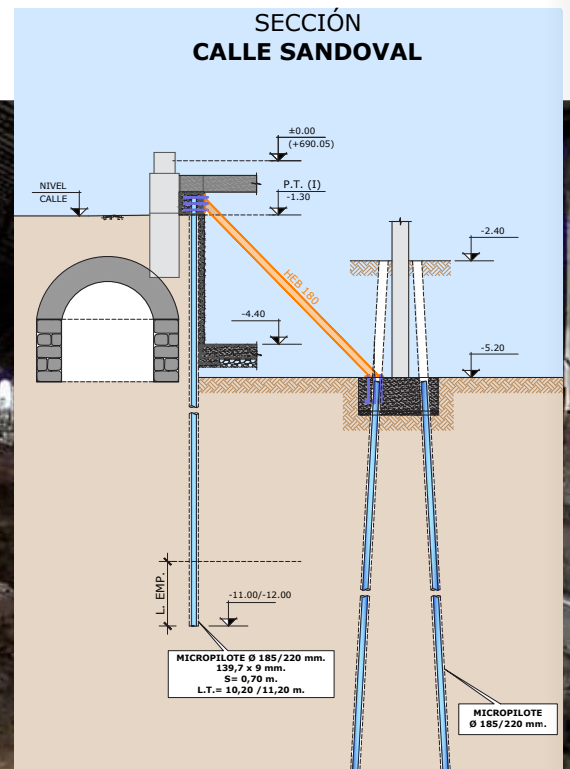 SECCIÓN
CALLE SANDOVAL
±0.00
(+690.05)
NIVEL
CALLE
P.T. (I)
-1.30
-2.40
HEB 180
-4.40
-5.20
L. EMP.
-11.00/-12.00
MICROPILOTE Ø 185/220 mm.
139,7 x 9 mm.
S= 0,70 m.
L.T.= 10,20 /11,20 m.
MICROPILOTE
Ø 185/220 mm.